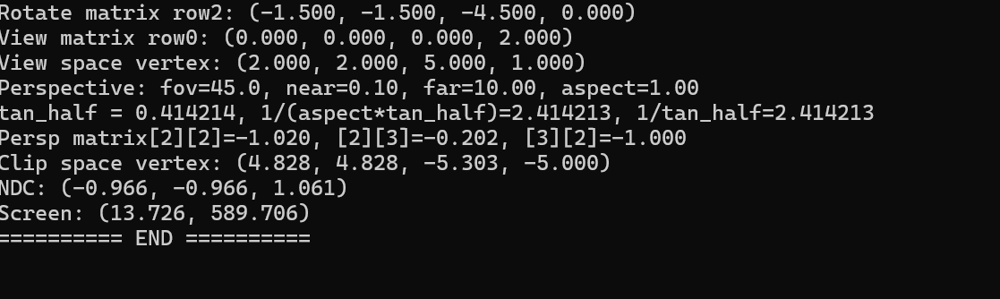 Rotate matrix row2: (-1.500, -1.500, -4.500, 0.000)
View matrix row0: (0.000, 0.000, 0.000, 2.000)
View space vertex: (2.000, 2.000, 5.000, 1.000)
Perspective: fov=45.0, near=0.10, far=10.00, aspect=1.00
tan_half = 0.414214, 1/(aspect*tan_half)=2.414213, 1/tan_half=2.414213
Persp matrix[2][2]=-1.020, [2][3]=-0.202, [3][2]=-1.000
Clip space vertex: (4.828, 4.828, -5.303, -5.000)
NDC: (-0.966, -0.966, 1.061)
Screen: (13.726, 589.706)
========== END ==========